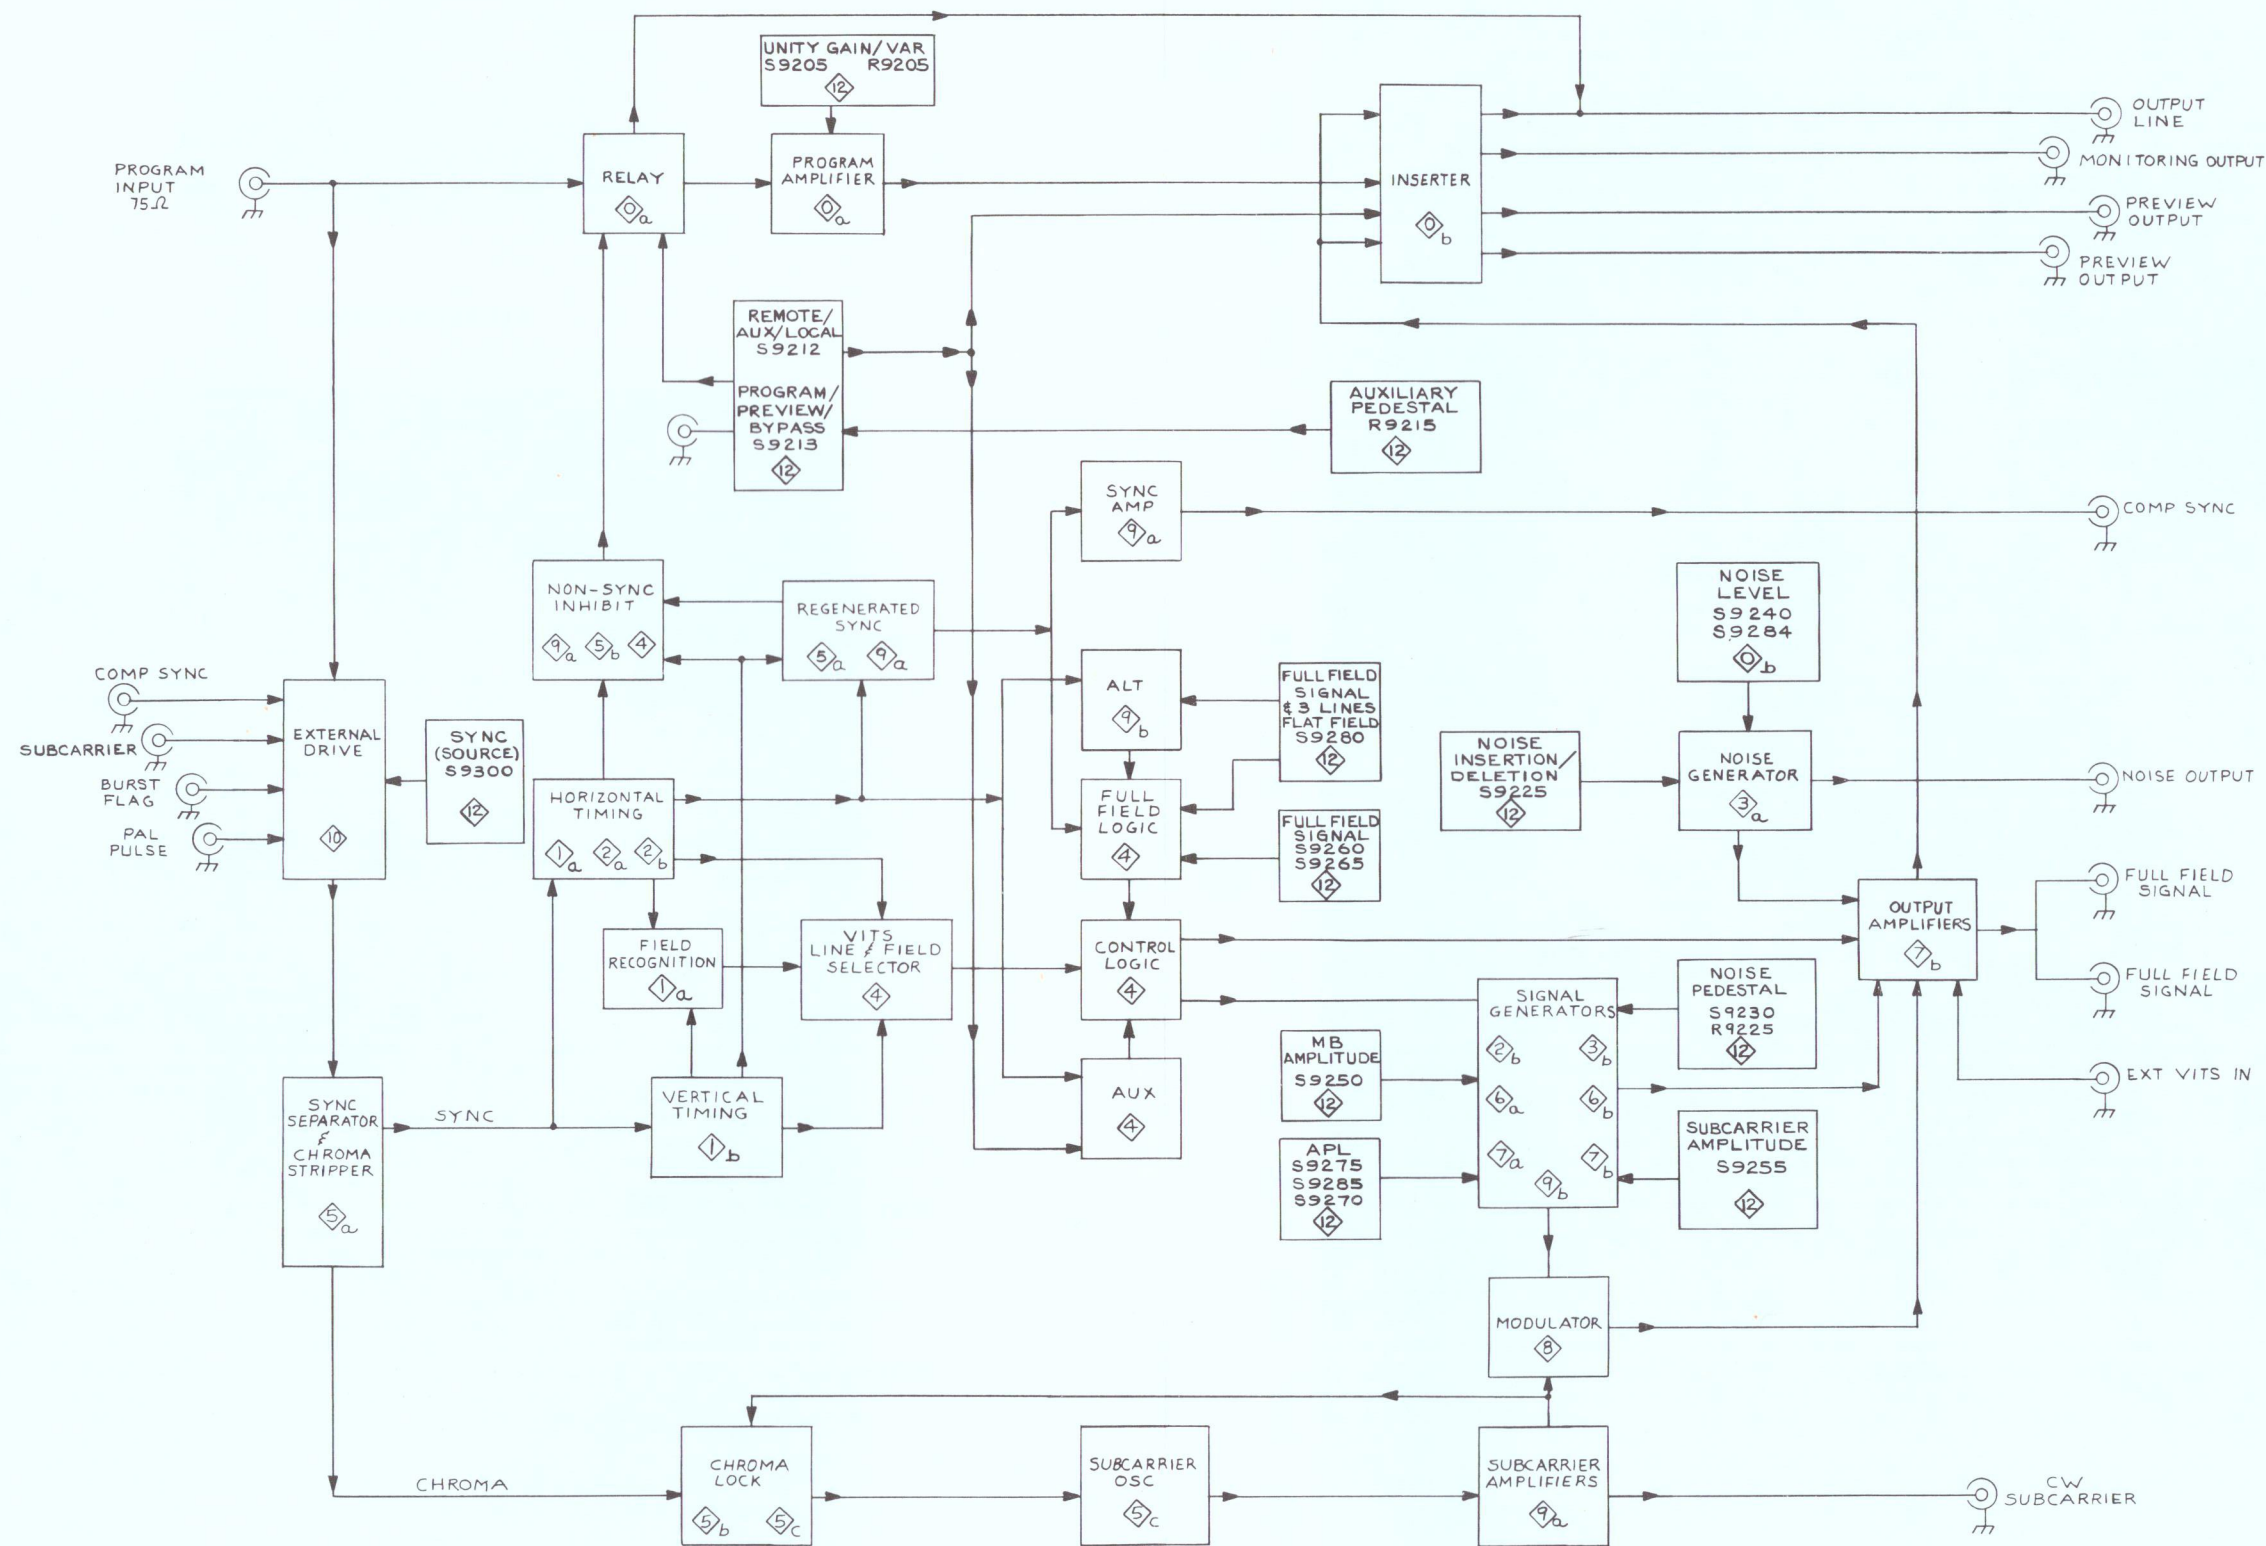 UNITY GAIN/VAR
S9205 R9205
12
PROGRAM
INPUT
75Ω
RELAY
0a
PROGRAM
AMPLIFIER
0a
INSERTER
0b
OUTPUT
LINE
MONITORING OUTPUT
PREVIEW
OUTPUT
PREVIEW
OUTPUT
REMOTE/
AUX/LOCAL
S9212
PROGRAM/
PREVIEW/
BYPASS
S9213
12
AUXILIARY
PEDESTAL
R9215
12
SYNC
AMP
9a
COMP SYNC
NON-SYNC
INHIBIT
9a 5b 4
REGENERATED
SYNC
5a 9a
NOISE
LEVEL
S9240
S9284
0b
COMP SYNC
SUBCARRIER
BURST
FLAG
PAL
PULSE
EXTERNAL
DRIVE
10
SYNC
(SOURCE)
S9300
12
ALT
9b
FULL FIELD
SIGNAL
& 3 LINES
FLAT FIELD
S9280
12
HORIZONTAL
TIMING
1a 2a 2b
FULL
FIELD
LOGIC
4
FULL FIELD
SIGNAL
S9260
S9265
12
NOISE
INSERTION/
DELETION
S9225
12
NOISE
GENERATOR
3a
NOISE OUTPUT
FIELD
RECOGNITION
1a
VITS
LINE & FIELD
SELECTOR
4
CONTROL
LOGIC
4
OUTPUT
AMPLIFIERS
7b
FULL FIELD
SIGNAL
FULL FIELD
SIGNAL
SIGNAL
GENERATORS
2b 3b
6a 6b
7a 7b
9b
NOISE
PEDESTAL
S9230
R9225
12
MB
AMPLITUDE
S9250
12
EXT VITS IN
SYNC
SEPARATOR
&
CHROMA
STRIPPER
5a
SYNC
VERTICAL
TIMING
1b
AUX
4
APL
S9275
S9285
S9270
12
SUBCARRIER
AMPLITUDE
S9255
12
MODULATOR
8
CHROMA
CHROMA
LOCK
5b 5c
SUBCARRIER
OSC
5c
SUBCARRIER
AMPLIFIERS
9a
CW
SUBCARRIER